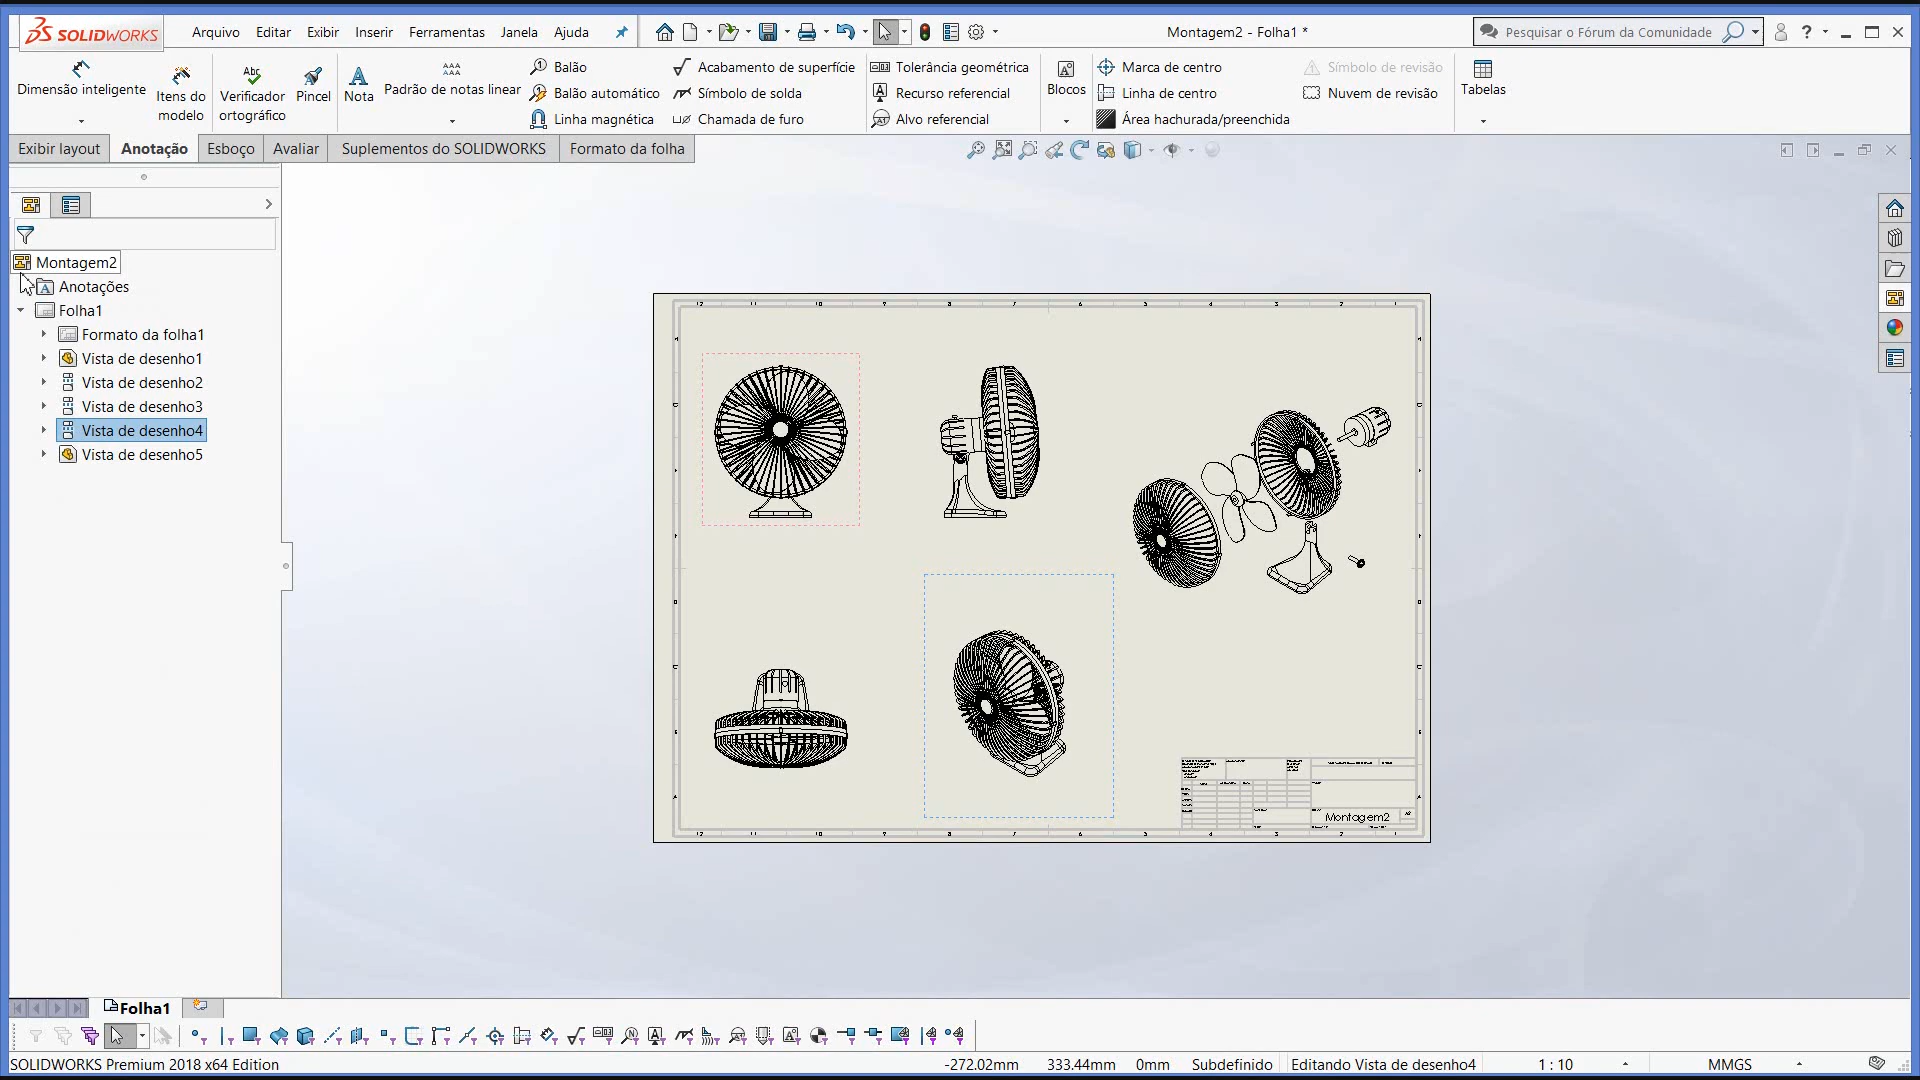 SOLIDWORKS
Arquivo Editar Exibir Inserir Ferramentas Janela Ajuda
Montagem2 - Folha1 *
Pesquisar o Fórum da Comunidade
?
Dimensão inteligente
Itens do modelo
Abc
Verificador ortográfico
Pincel
Nota
Padrão de notas linear
Balão
Balão automático
Linha magnética
Acabamento de superfície
Símbolo de solda
Chamada de furo
Tolerância geométrica
Recurso referencial
Alvo referencial
Blocos
Marca de centro
Linha de centro
Área hachurada/preenchida
Símbolo de revisão
Nuvem de revisão
Tabelas
Exibir layout Anotação Esboço Avaliar Suplementos do SOLIDWORKS Formato da folha
Montagem2
Anotações
Folha1
Formato da folha1
Vista de desenho1
Vista de desenho2
Vista de desenho3
Vista de desenho4
Vista de desenho5
Montagem2
Folha1
SOLIDWORKS Premium 2018 x64 Edition
-272.02mm 333.44mm 0mm Subdefinido Editando Vista de desenho4 1 : 10 MMGS